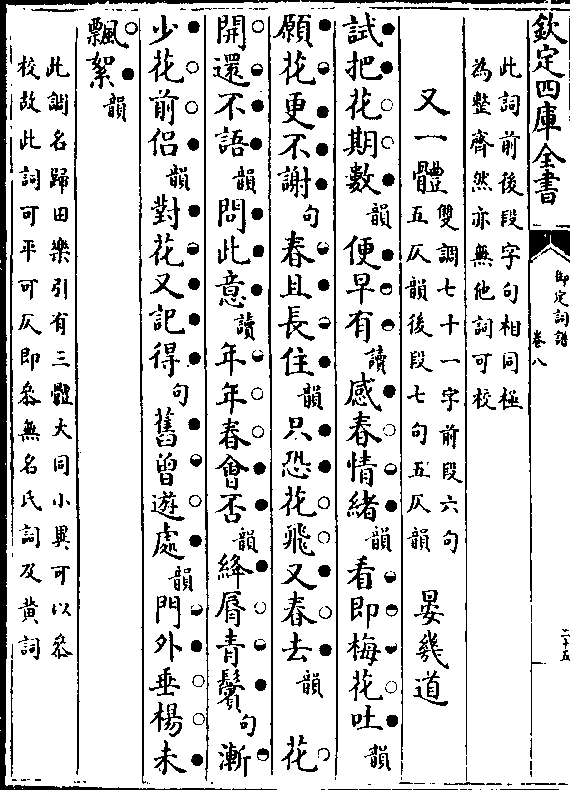 欽定四庫全書
御定詞譜
卷八
二十五
此詞前後段字句相同極
為整齊然亦無他詞可校
又一體
雙調七十一字前段六句
五仄韻後段七句五仄韻
晏幾道
試把花期數韻便早有讀感春情緒韻看即梅花吐韻
願花更不謝句春且長住韻只恐花飛又春去韻 花
開還不語韻問此意讀年年春會否韻絳脣青鬢句漸
少花前侶韻對花又記得句舊曾遊處韻門外垂楊未
飄絮韻
此調名歸田樂引有三體大同小異可以叅
校故此詞可平可仄即叅無名氏詞及黃詞